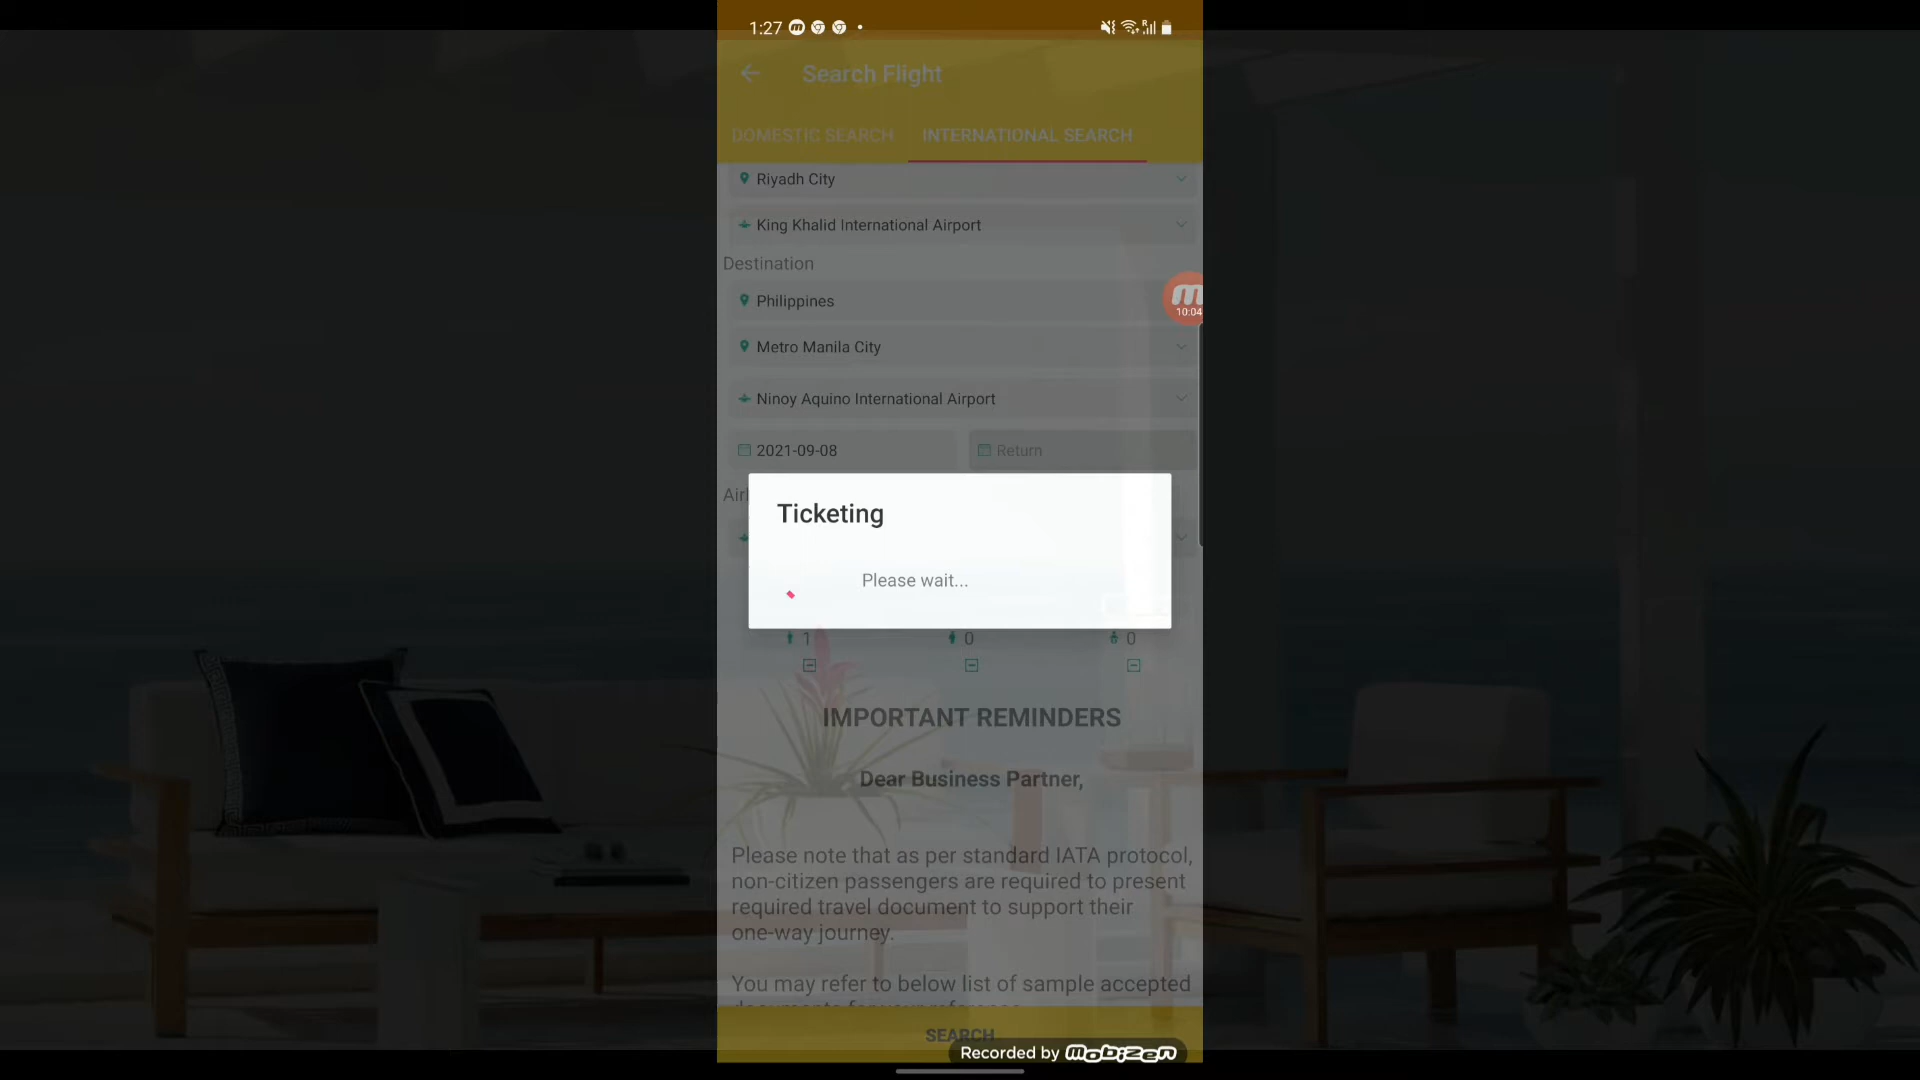 1:27
Search Flight
DOMESTIC SEARCH INTERNATIONAL SEARCH
Riyadh City
King Khalid International Airport
Destination
Philippines
m
10:04
Metro Manila City
Ninoy Aquino International Airport
2021-09-08 Return
Airl
Ticketing
Please wait...
1 0 0
IMPORTANT REMINDERS
Dear Business Partner,
Please note that as per standard IATA protocol,
non-citizen passengers are required to present
required travel document to support their
one-way journey.
You may refer to below list of sample accepted
SEARCH
Recorded by mobizen